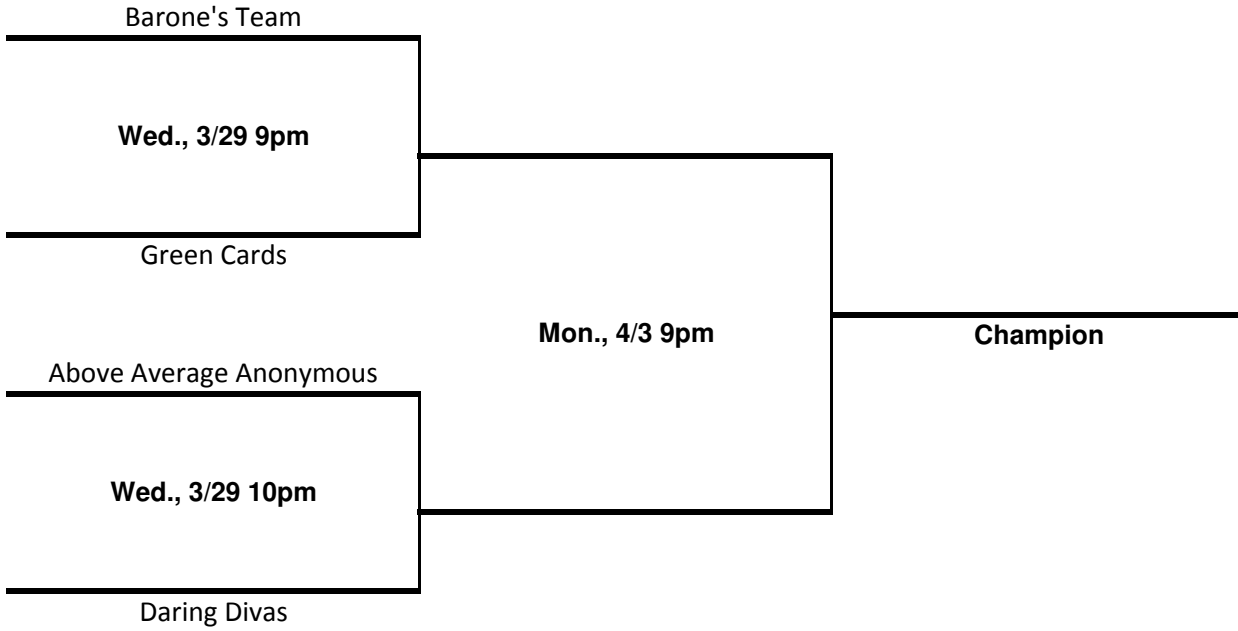 Barone's Team
Wed., 3/29 9pm
Green Cards
Mon., 4/3 9pm
Champion
Above Average Anonymous
Wed., 3/29 10pm
Daring Divas